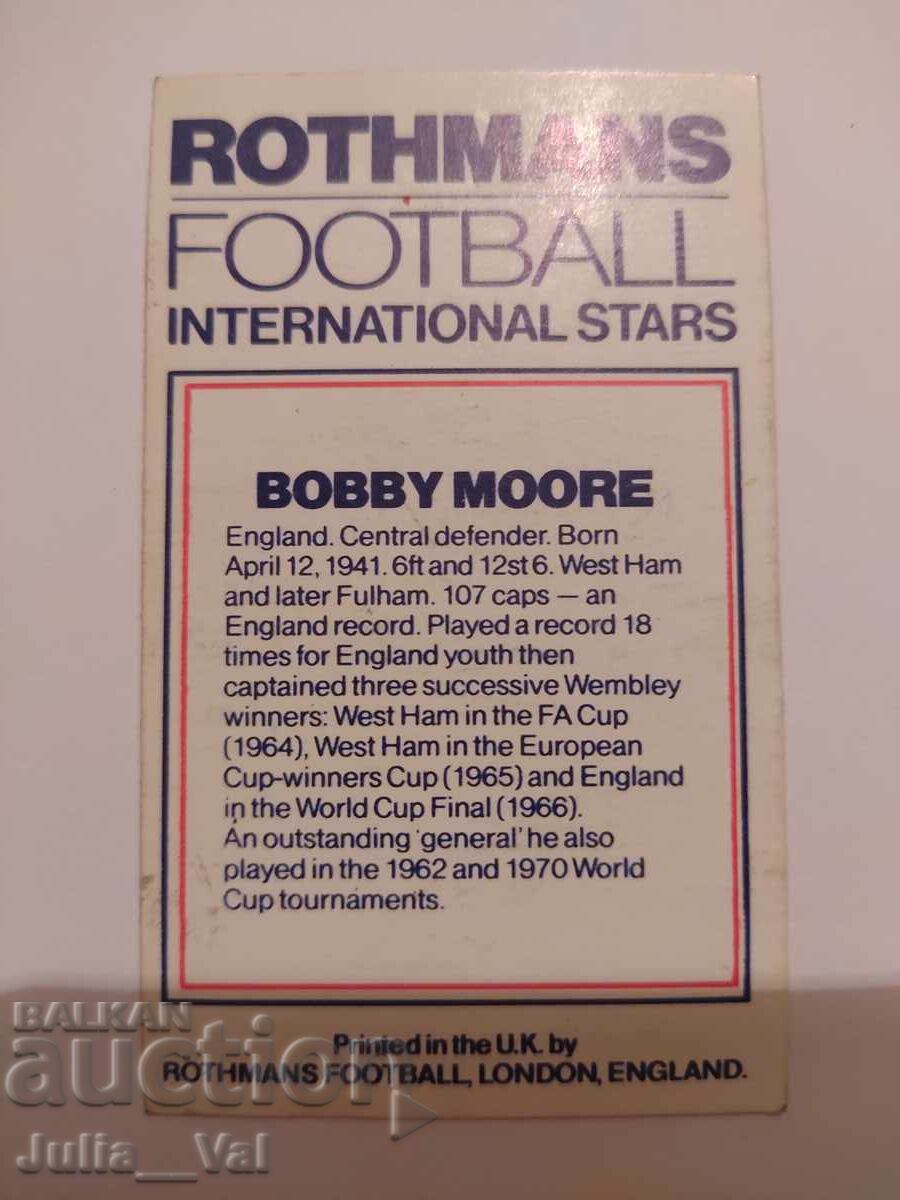 ROTHMANS
FOOTBALL
INTERNATIONAL STARS
BOBBY MOORE
England. Central defender. Born
April 12, 1941. 6ft and 12st 6. West Ham
and later Fulham. 107 caps — an
England record. Played a record 18
times for England youth then
captained three successive Wembley
winners: West Ham in the FA Cup
(1964), West Ham in the European
Cup-winners Cup (1965) and England
in the World Cup Final (1966).
An outstanding 'general' he also
played in the 1962 and 1970 World
Cup tournaments.
Printed in the U.K. by
ROTHMANS FOOTBALL, LONDON, ENGLAND.
BALKAN
auction
Julia__Val